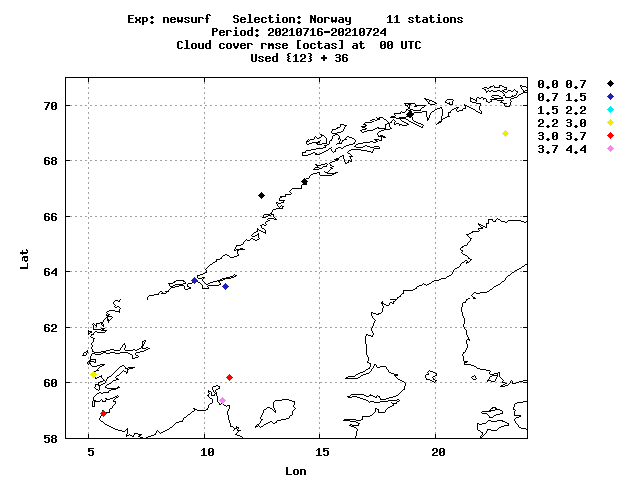 Exp: newsurf   Selection: Norway     11 stations
Period: 20210716-20210724
Cloud cover rmse [octas] at  00 UTC
Used {12} + 36
0.0 0.7
0.7 1.5
1.5 2.2
2.2 3.0
3.0 3.7
3.7 4.4
70
68
66
64
62
60
58
Lat
5 10 15 20
Lon